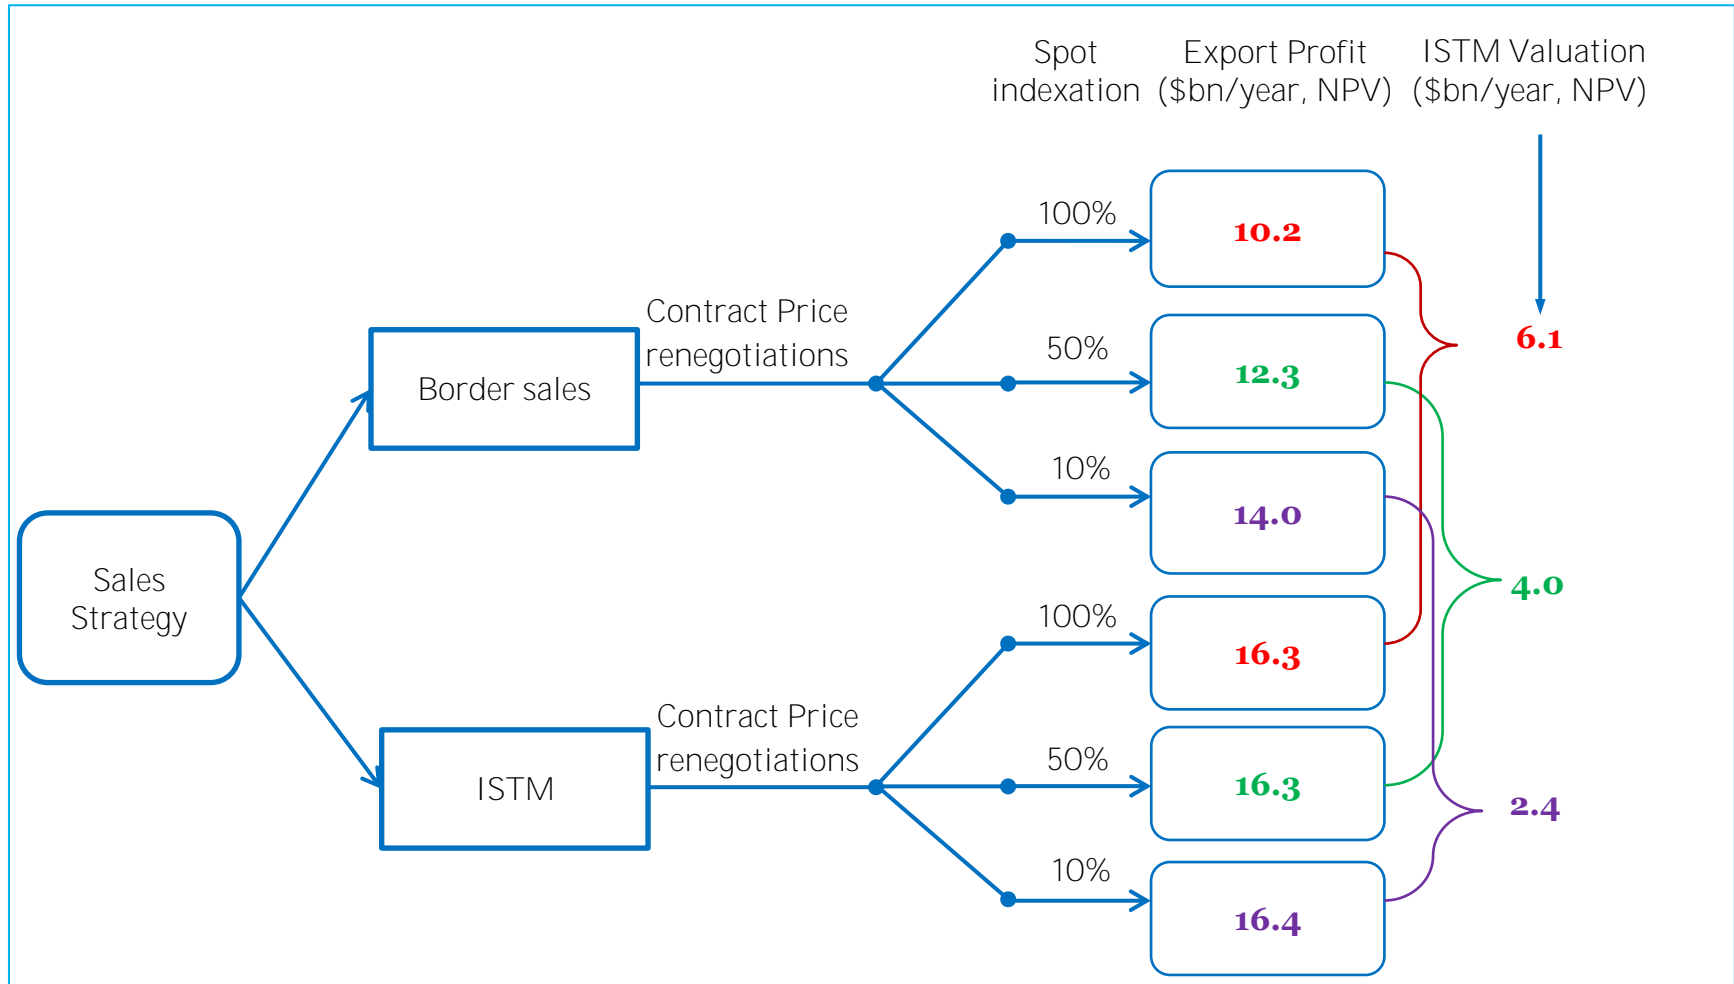 Spot
indexation
Export Profit
($bn/year, NPV)
ISTM Valuation
($bn/year, NPV)
100%
10.2
Contract Price
renegotiations
50%
12.3
6.1
Border sales
10%
14.0
Sales
Strategy
4.0
100%
16.3
Contract Price
renegotiations
50%
16.3
ISTM
2.4
10%
16.4